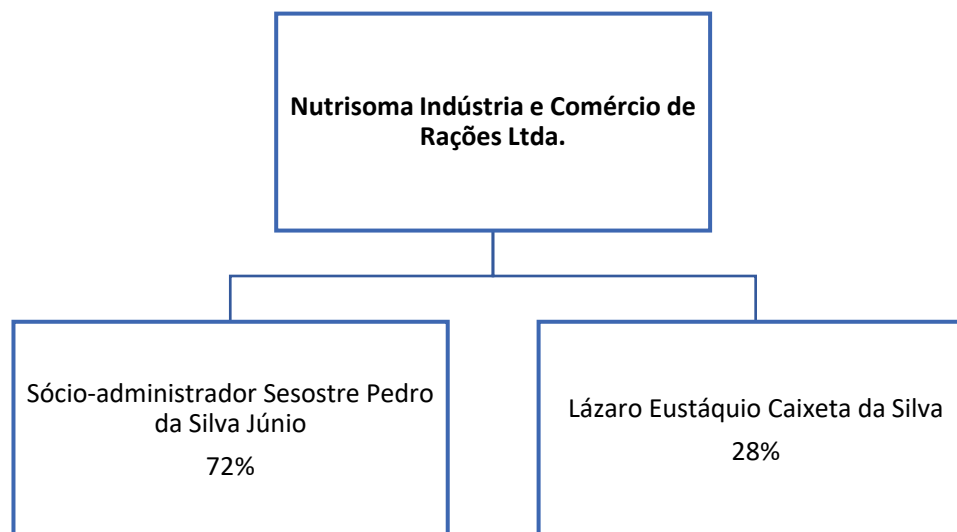 Nutrisoma Indústria e Comércio de
Rações Ltda.
Sócio-administrador Sesostre Pedro
da Silva Júnio
72%
Lázaro Eustáquio Caixeta da Silva
28%